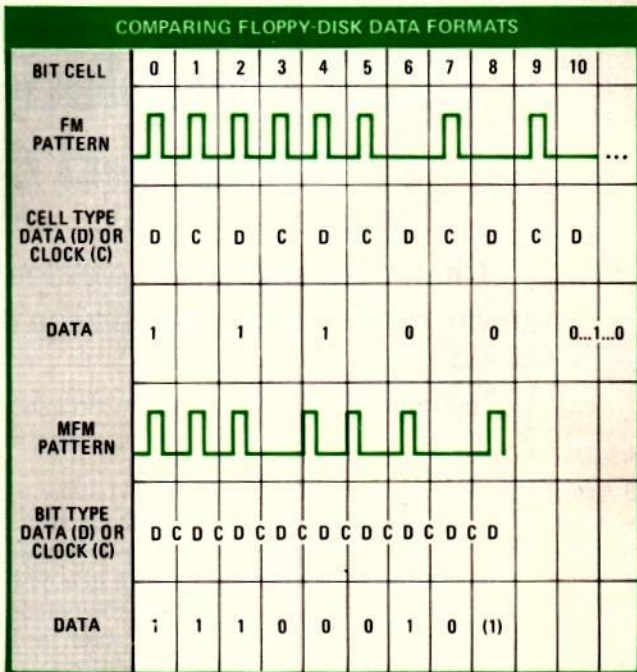 COMPARING FLOPPY-DISK DATA FORMATS
BIT CELL 0 1 2 3 4 5 6 7 8 9 10
FM
PATTERN ...
CELL TYPE
DATA (D) OR
CLOCK (C)
D C D C D C D C D C D
DATA 1 1 1 0 0 0...1...0
MFM
PATTERN
BIT TYPE
DATA (D) OR
CLOCK (C)
D C D C D C D C D C D C D C D C D
DATA 1 1 1 0 0 0 1 0 (1)